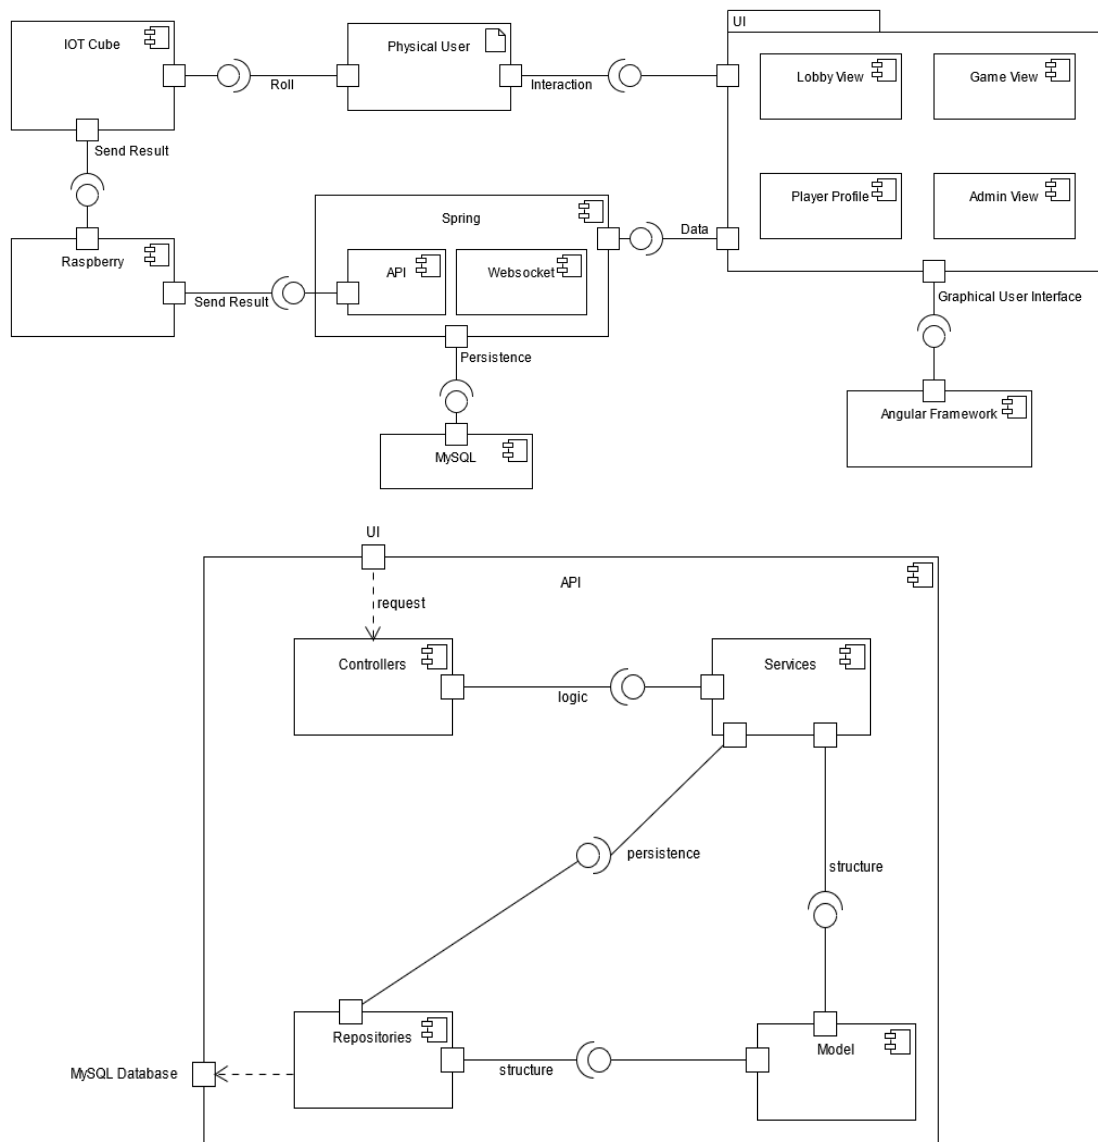 UI
IOT Cube
Physical User
Lobby View
Game View
Roll
Interaction
Send Result
Player Profile
Admin View
Spring
Data
Raspberry
API
Websocket
Send Result
Graphical User Interface
Persistence
Angular Framework
MySQL
UI
API
request
Controllers
Services
logic
persistence
structure
Repositories
Model
structure
MySQL Database